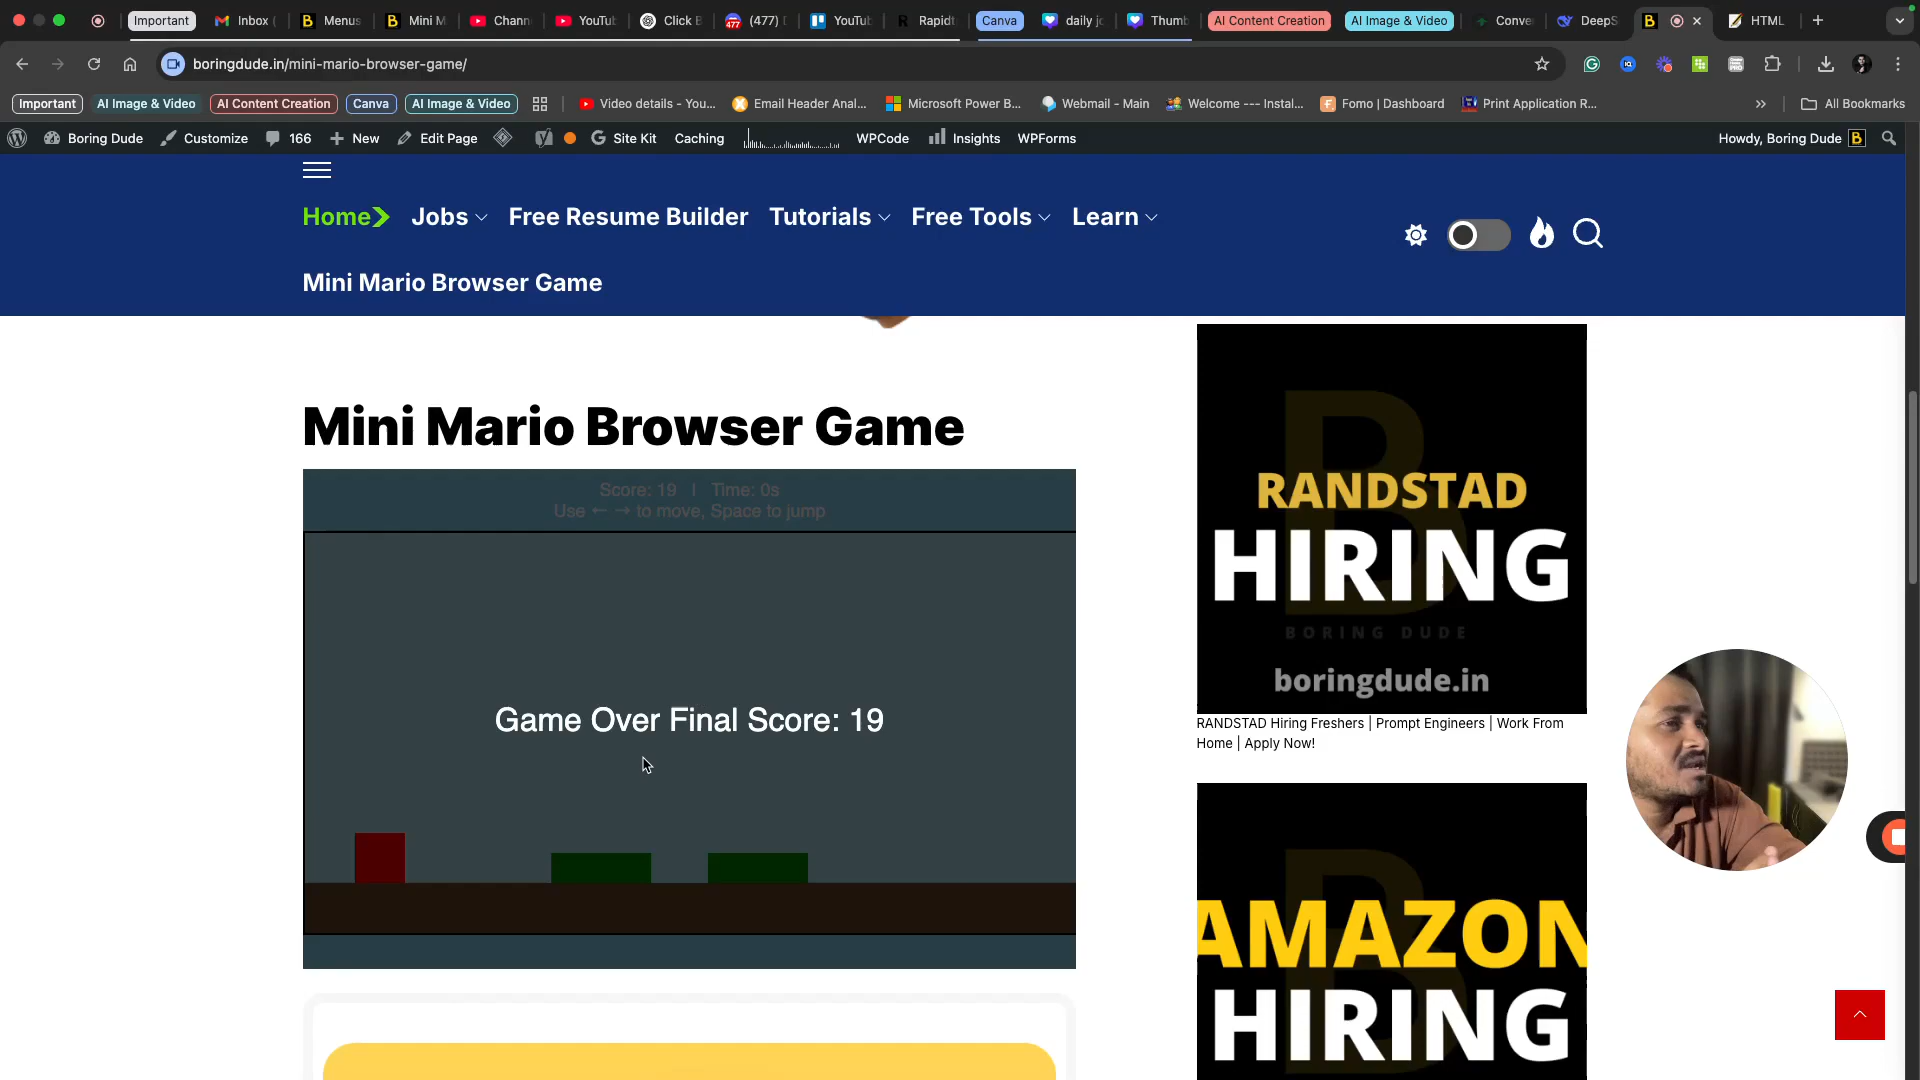 Important
Inbox (
Menus
Mini M
Chann
YouTub
Click B
(477)
YouTub
Rapidt
Canva
daily jo
Thumb
AI Content Creation
AI Image & Video
Conve
DeepS
HTML
boringdude.in/mini-mario-browser-game/
Important
AI Image & Video
AI Content Creation
Canva
AI Image & Video
Video details - You...
Email Header Anal...
Microsoft Power B...
Webmail - Main
Welcome --- Instal...
Fomo | Dashboard
Print Application R...
All Bookmarks
Boring Dude
Customize
166
New
Edit Page
Site Kit
Caching
WPCode
Insights
WPForms
Howdy, Boring Dude
Home
Jobs
Free Resume Builder
Tutorials
Free Tools
Learn
Mini Mario Browser Game
Mini Mario Browser Game
Score: 19 | Time: 0s
Use ← → to move, Space to jump
Game Over Final Score: 19
RANDSTAD
HIRING
BORING DUDE
boringdude.in
RANDSTAD Hiring Freshers | Prompt Engineers | Work From
Home | Apply Now!
AMAZON
HIRING